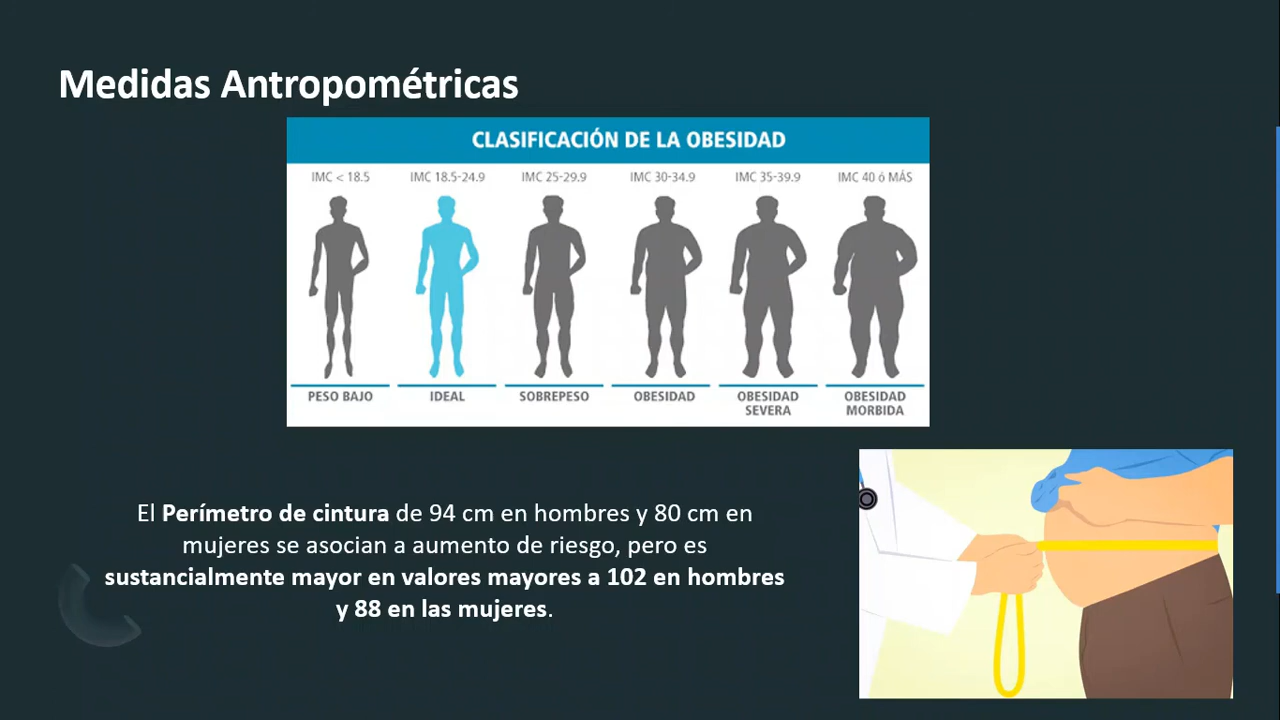 Medidas Antropométricas
CLASIFICACIÓN DE LA OBESIDAD
IMC < 18.5
IMC 18.5-24.9
IMC 25-29.9
IMC 30-34.9
IMC 35-39.9
IMC 40 ó MÁS
PESO BAJO
IDEAL
SOBREPESO
OBESIDAD
OBESIDAD
SEVERA
OBESIDAD
MORBIDA
El Perímetro de cintura de 94 cm en hombres y 80 cm en
mujeres se asocian a aumento de riesgo, pero es
sustancialmente mayor en valores mayores a 102 en hombres
y 88 en las mujeres.